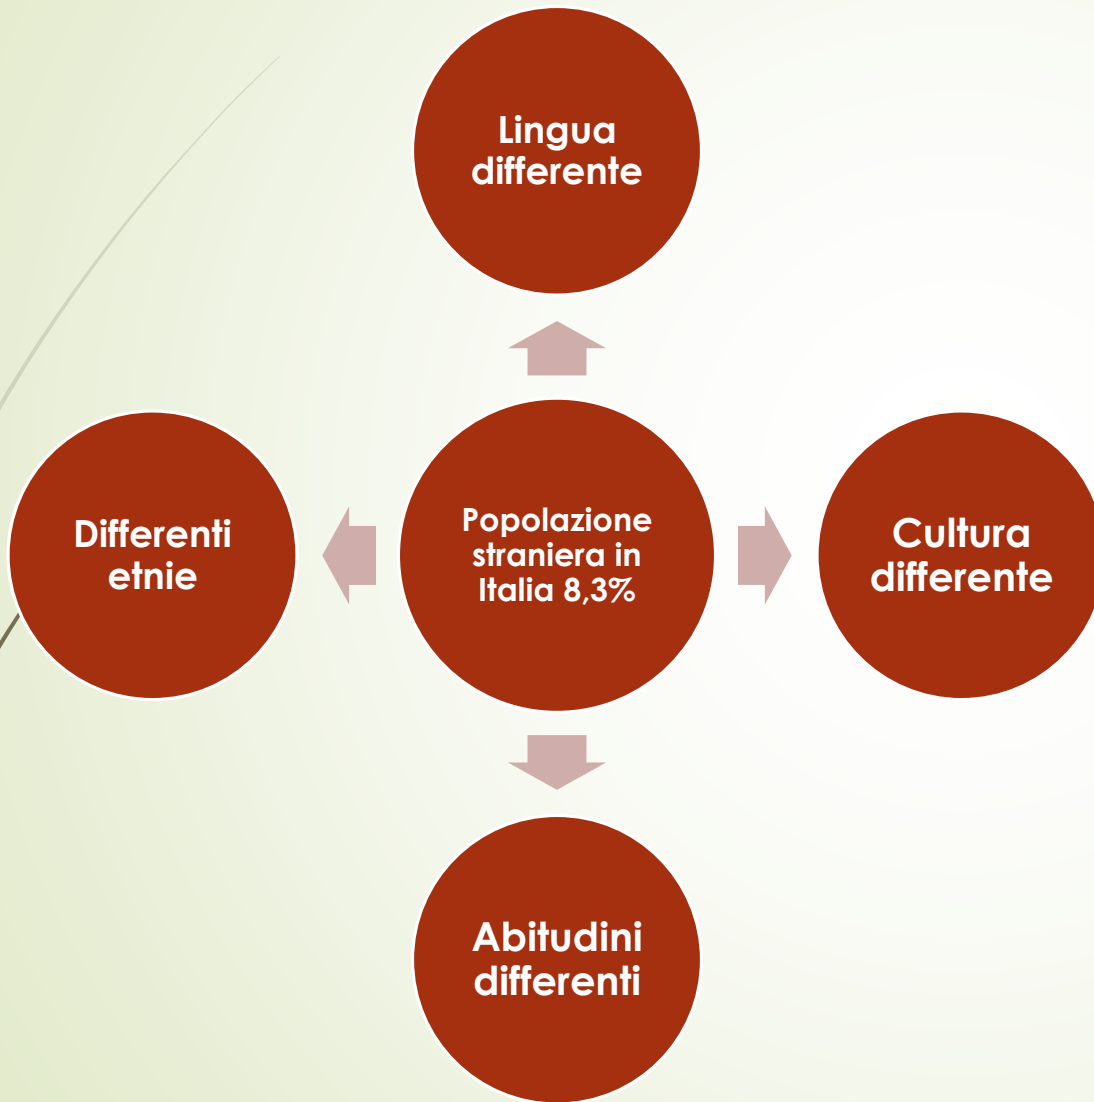 Lingua
differente
Differenti
etnie
Popolazione
straniera in
Italia 8,3%
Cultura
differente
Abitudini
differenti